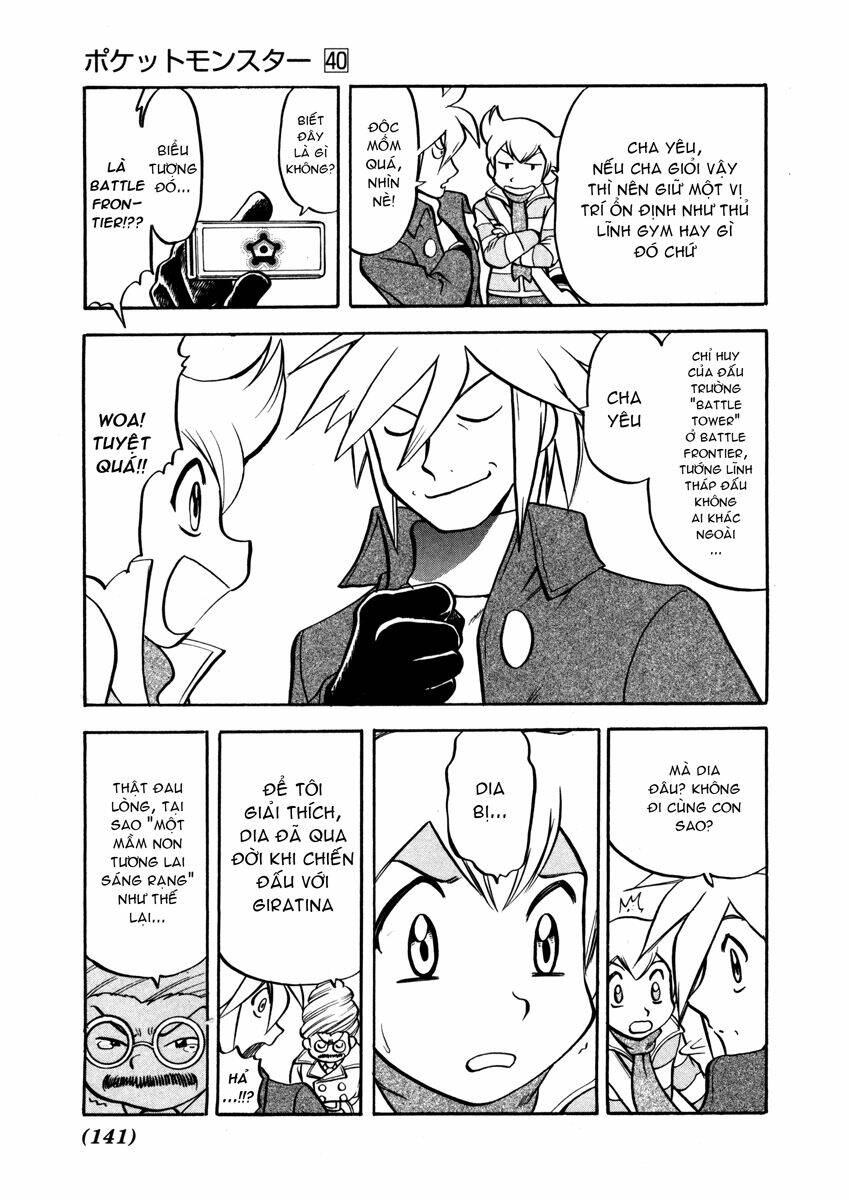 ポケットモンスター 40
CHA YÊU,
NẾU CHA GIỎI VẬY
THÌ NÊN GIỮ MỘT VỊ
TRÍ ỔN ĐỊNH NHƯ THỦ
LĨNH GYM HAY GÌ
ĐÓ CHỨ
ĐỘC
MỒM
QUÁ,
NHÌN
NÈ!
BIẾT
ĐÂY
LÀ GÌ
KHÔNG?
BIỂU
TƯỢNG
ĐÓ...
LÀ
BATTLE
FRON-
TIER!??
CHỈ HUY
CỦA ĐẤU
TRƯỜNG
"BATTLE
TOWER"
Ở BATTLE
FRONTIER,
TƯỚNG LĨNH
THÁP ĐẤU
KHÔNG
AI KHÁC
NGOÀI
...
CHA
YÊU
WOA!
TUYỆT
QUÁ!!
MÀ DIA
ĐÂU? KHÔNG
ĐI CÙNG CON
SAO?
DIA
BỊ...
ĐỂ TÔI
GIẢI THÍCH,
DIA ĐÃ QUA
ĐỜI KHI CHIẾN
ĐẤU VỚI
GIRATINA
HẢ
...!!?
THẬT ĐAU
LÒNG, TẠI
SAO "MỘT
MẦM NON
TƯƠNG LAI
SÁNG RẠNG"
NHƯ THẾ
LẠI...
(141)